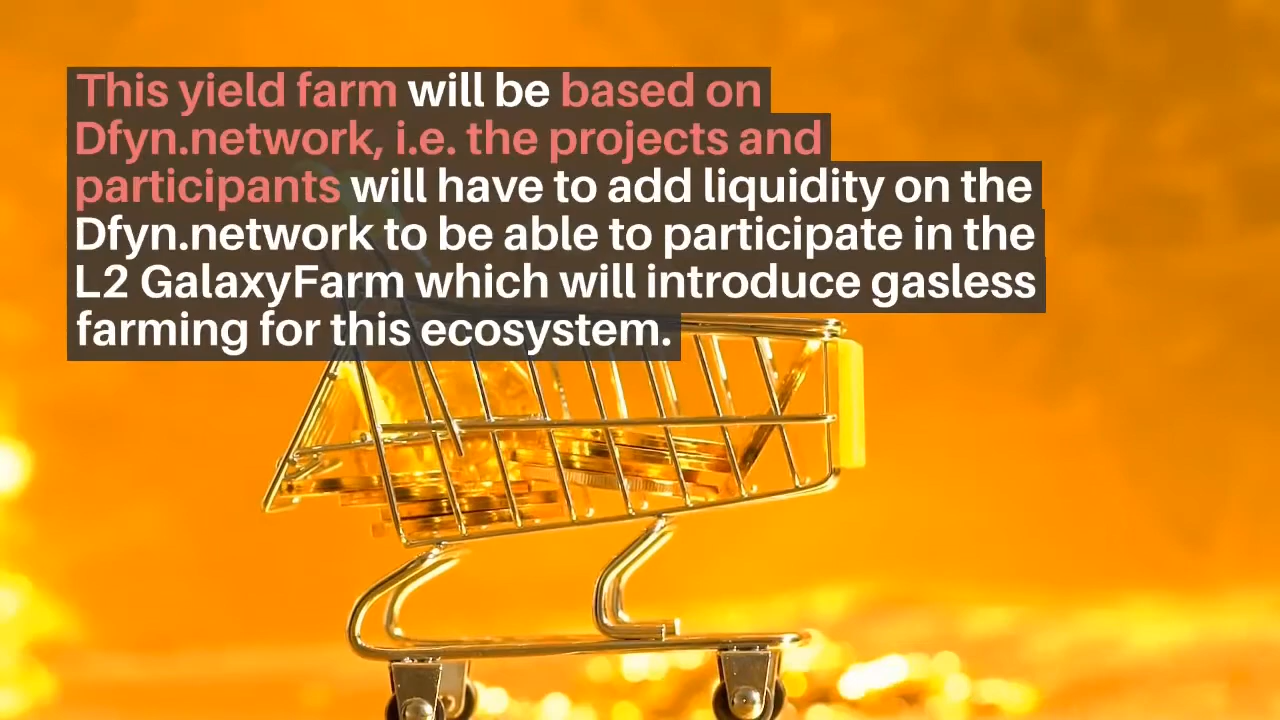 This yield farm will be based on
Dfyn.network, i.e. the projects and
participants will have to add liquidity on the
Dfyn.network to be able to participate in the
L2 GalaxyFarm which will introduce gasless
farming for this ecosystem.